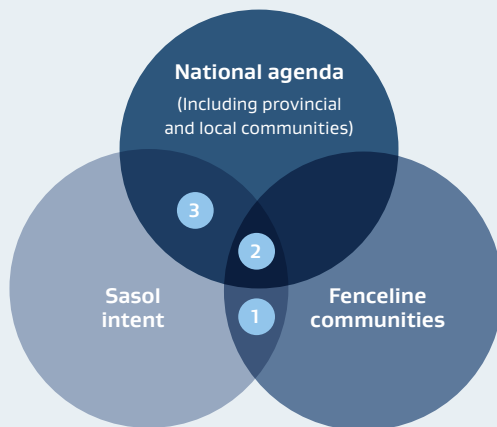 National agenda
(Including provincial
and local communities)
3
2
Sasol
intent
1
Fenceline
communities